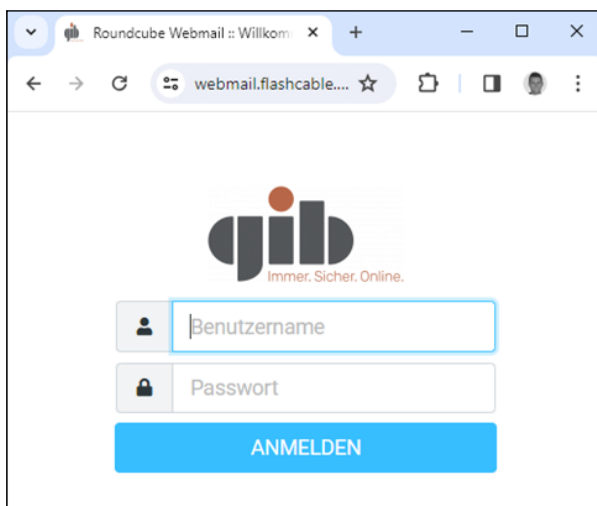 Roundcube Webmail :: Willkom
webmail.flashcable....
gib
Immer. Sicher. Online.
Benutzername
Passwort
ANMELDEN